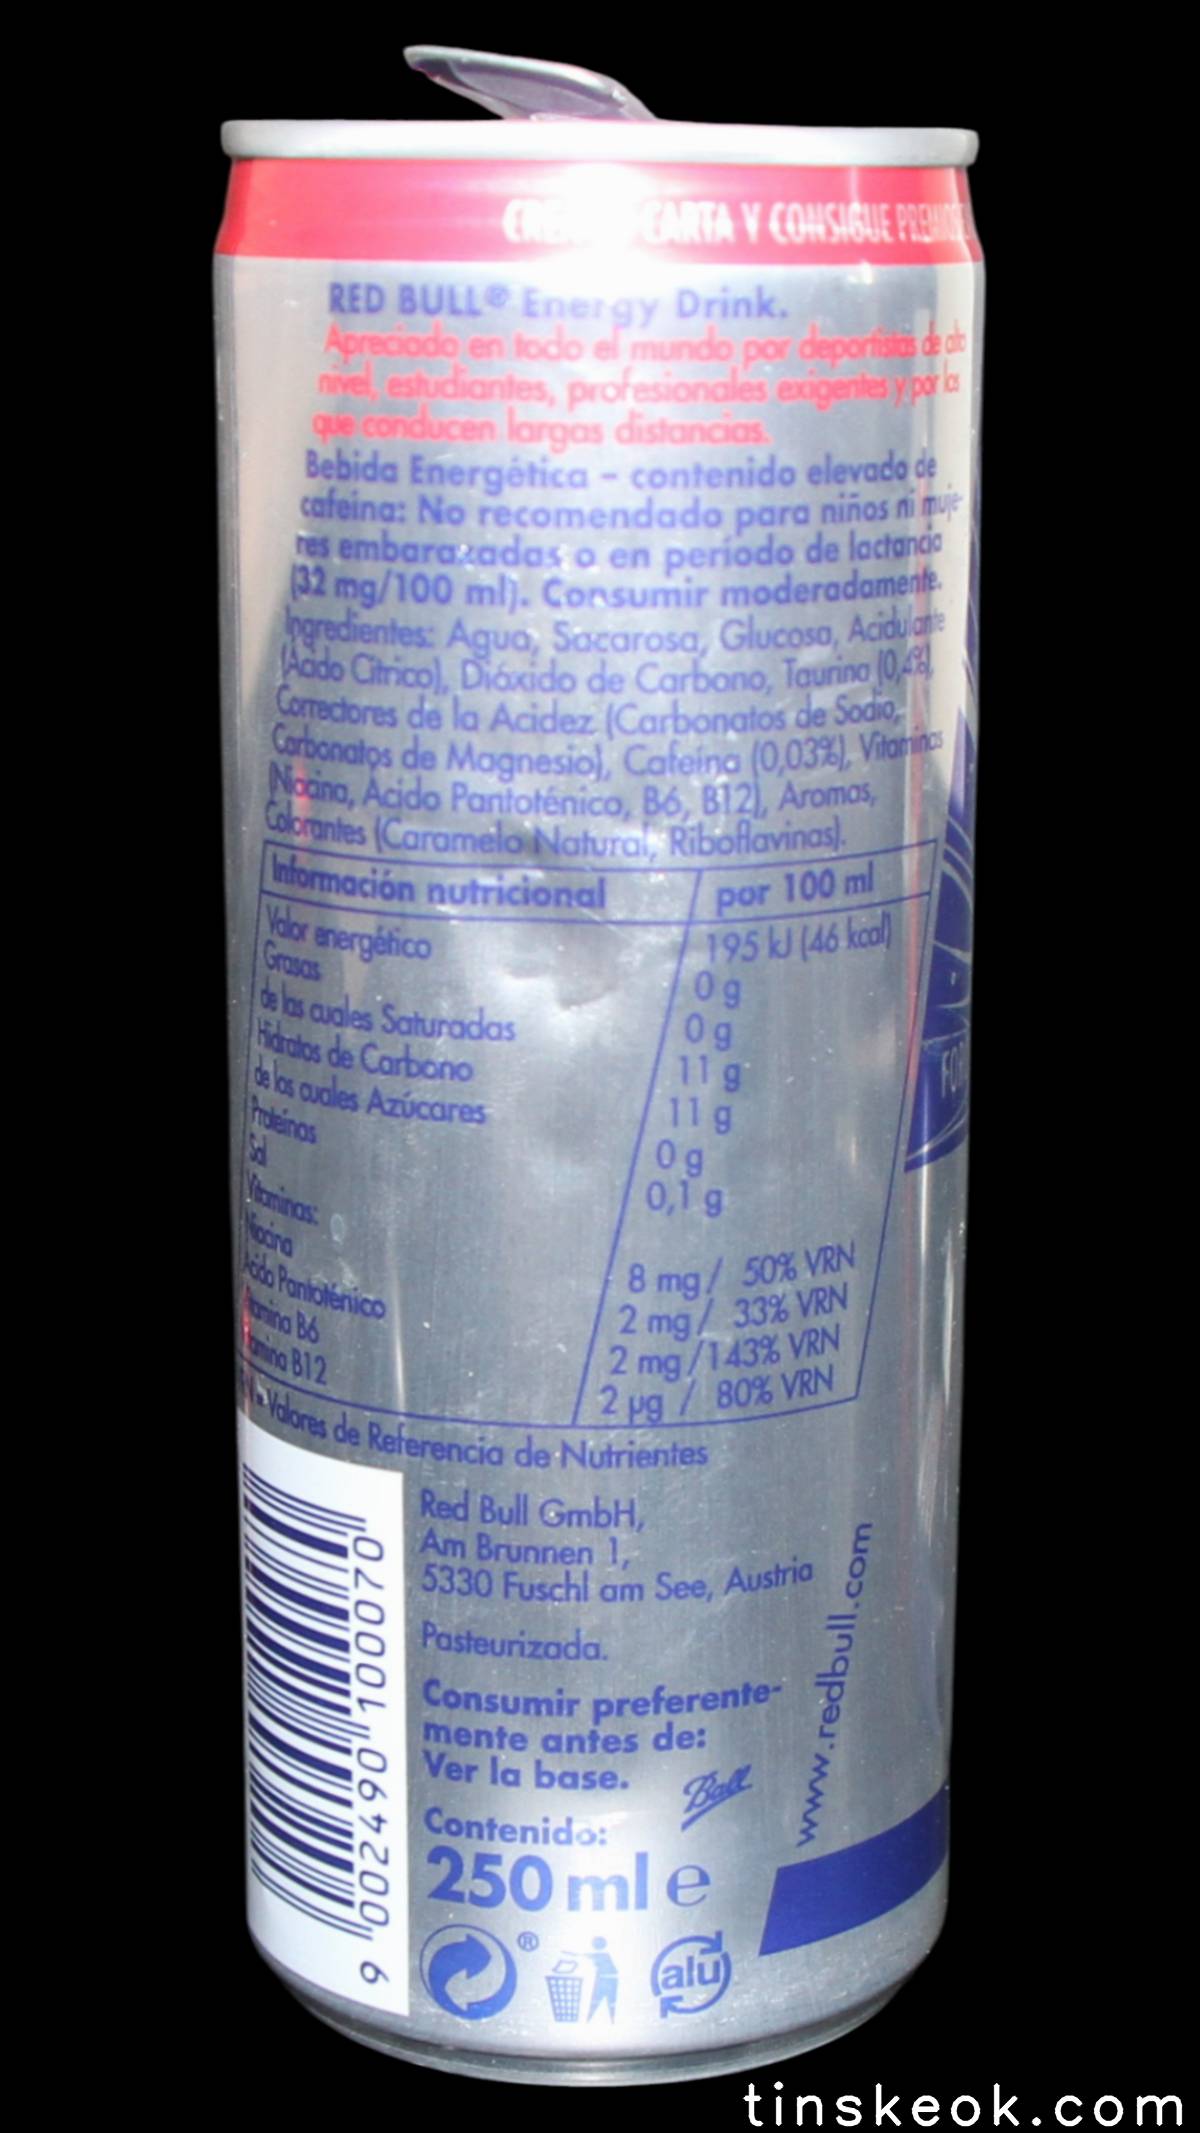 CARTA Y CONSIGUE PREMIOS
RED BULL® Energy Drink.
Apreciado en todo el mundo por deportistas de alto
nivel, estudiantes, profesionales exigentes y por los
que conducen largas distancias.
Bebida Energética – contenido elevado de
cafeína: No recomendado para niños ni muje-
res embarazadas o en período de lactancia
(32 mg/100 ml). Consumir moderadamente.
Ingredientes: Agua, Sacarosa, Glucosa, Acidulante
(Ácido Cítrico), Dióxido de Carbono, Taurina (0,4%),
Correctores de la Acidez (Carbonatos de Sodio,
Carbonatos de Magnesio), Cafeína (0,03%), Vitaminas
(Niacina, Ácido Pantoténico, B6, B12), Aromas,
Colorantes (Caramelo Natural, Riboflavinas).
Información nutricional por 100 ml
Valor energético 195 kJ (46 kcal)
Grasas 0 g
de las cuales Saturadas 0 g
Hidratos de Carbono 11 g
de los cuales Azúcares 11 g
Proteínas 0 g
Sal 0,1 g
Vitaminas:
Niacina 8 mg / 50% VRN
Ácido Pantoténico 2 mg / 33% VRN
Vitamina B6 2 mg /143% VRN
Vitamina B12 2 µg / 80% VRN
Valores de Referencia de Nutrientes
Red Bull GmbH,
Am Brunnen 1,
5330 Fuschl am See, Austria
Pasteurizada.
Consumir preferente-
mente antes de:
Ver la base.
Ball
Contenido:
250 ml e
®
alu
www.redbull.com
9 002490 100070
tinskeok.com